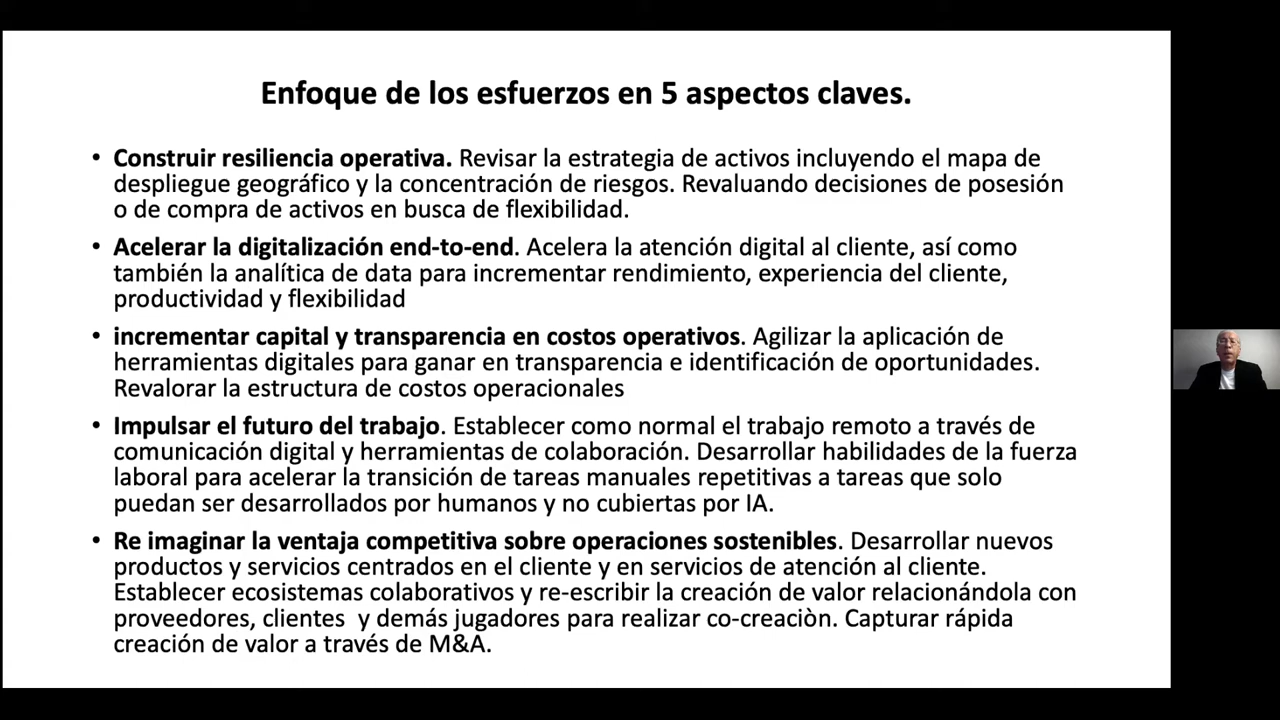 Enfoque de los esfuerzos en 5 aspectos claves.
• Construir resiliencia operativa. Revisar la estrategia de activos incluyendo el mapa de
despliegue geográfico y la concentración de riesgos. Revaluando decisiones de posesión
o de compra de activos en busca de flexibilidad.
• Acelerar la digitalización end-to-end. Acelera la atención digital al cliente, así como
también la analítica de data para incrementar rendimiento, experiencia del cliente,
productividad y flexibilidad
• incrementar capital y transparencia en costos operativos. Agilizar la aplicación de
herramientas digitales para ganar en transparencia e identificación de oportunidades.
Revalorar la estructura de costos operacionales
• Impulsar el futuro del trabajo. Establecer como normal el trabajo remoto a través de
comunicación digital y herramientas de colaboración. Desarrollar habilidades de la fuerza
laboral para acelerar la transición de tareas manuales repetitivas a tareas que solo
puedan ser desarrollados por humanos y no cubiertas por IA.
• Re imaginar la ventaja competitiva sobre operaciones sostenibles. Desarrollar nuevos
productos y servicios centrados en el cliente y en servicios de atención al cliente.
Establecer ecosistemas colaborativos y re-escribir la creación de valor relacionándola con
proveedores, clientes  y demás jugadores para realizar co-creaciòn. Capturar rápida
creación de valor a través de M&A.